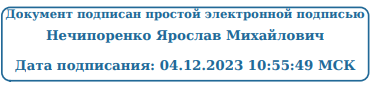 Документ подписан простой электронной подписью
Нечипоренко Ярослав Михайлович
Дата подписания: 04.12.2023 10:55:49 МСК